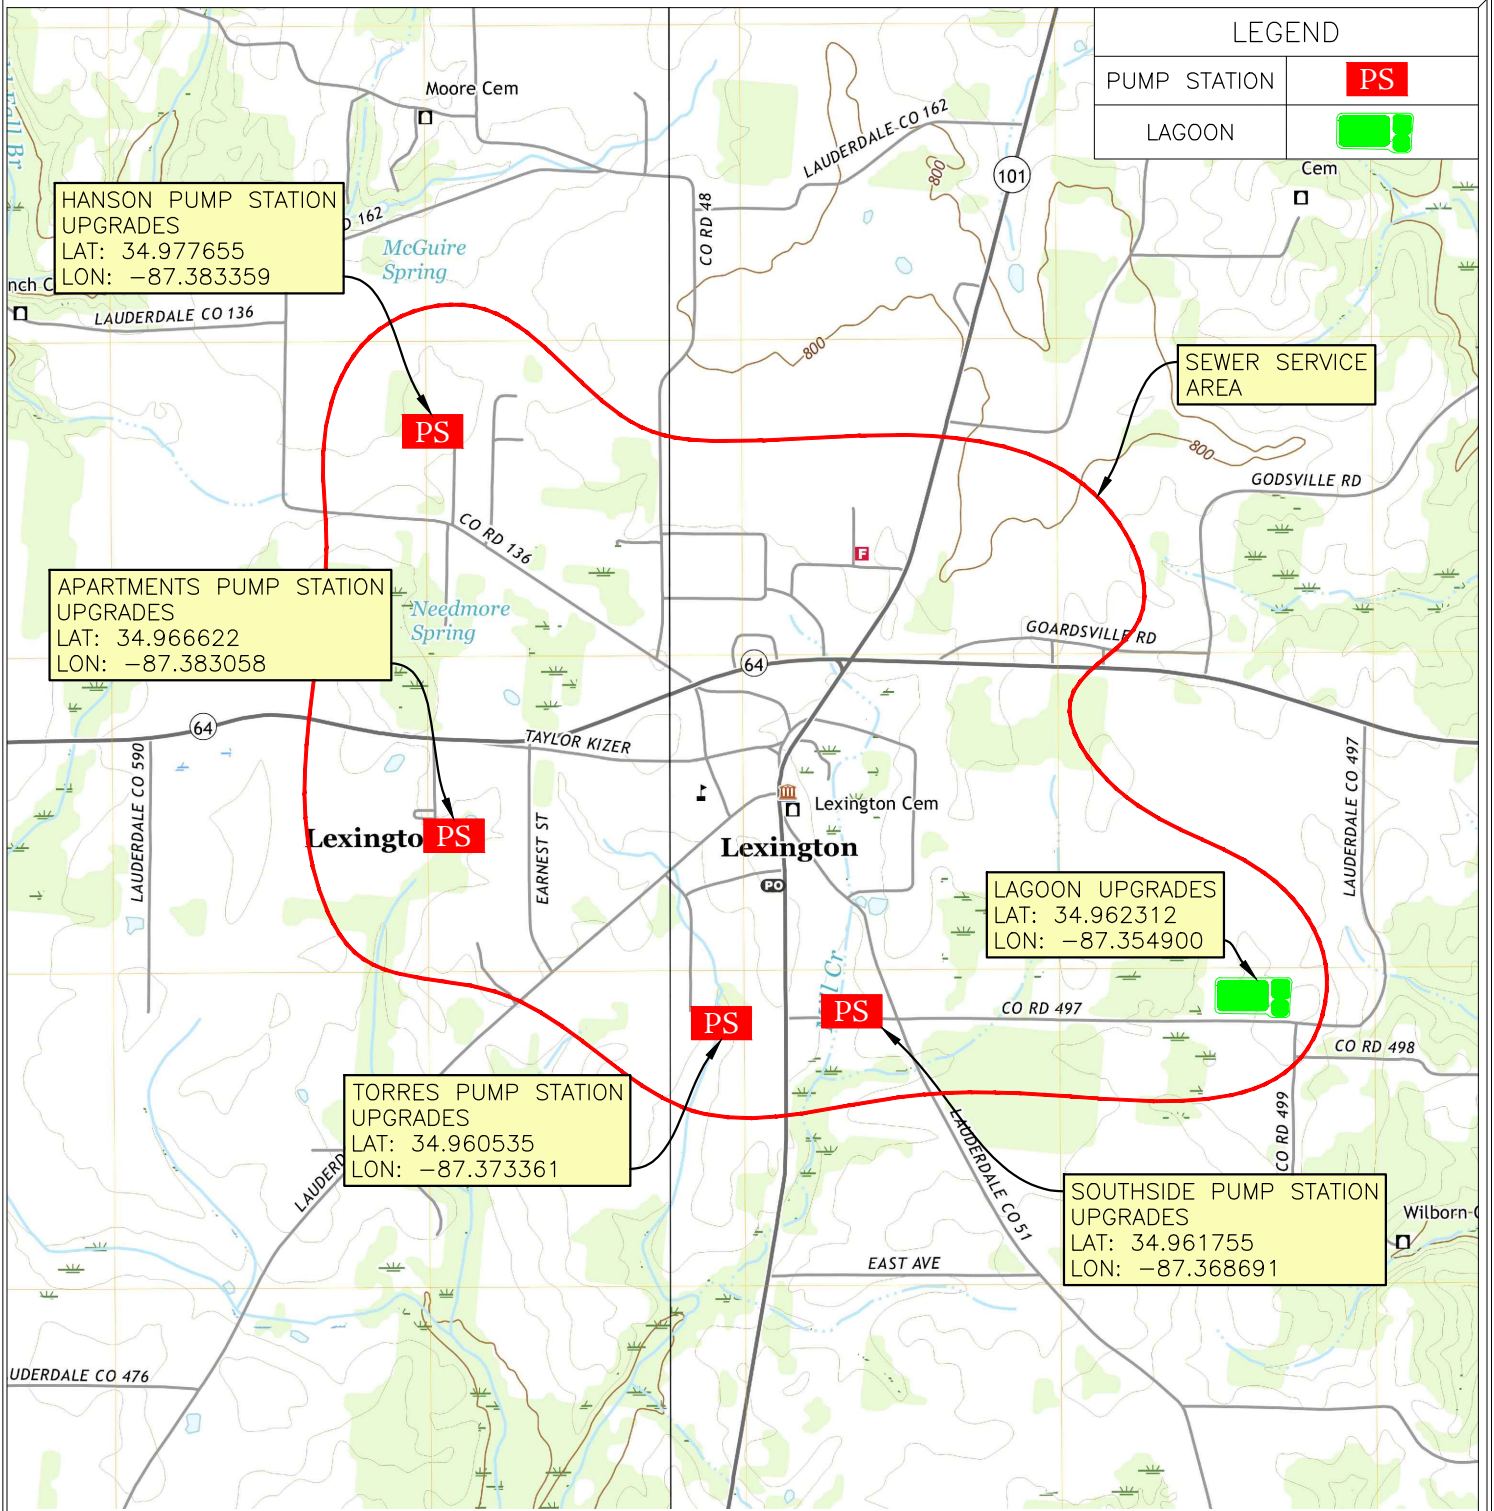 LEGEND
PUMP STATION PS
LAGOON
Moore Cem
LAUDERDALE CO 162
800
101
Cem
HANSON PUMP STATION
UPGRADES
LAT: 34.977655
LON: -87.383359
162
CO RD 48
McGuire
Spring
LAUDERDALE CO 136
800
SEWER SERVICE
AREA
PS
800
GODSVILLE RD
CO RD 136
F
APARTMENTS PUMP STATION
UPGRADES
LAT: 34.966622
LON: -87.383058
Needmore
Spring
GOARDSVILLE RD
64
64
TAYLOR KIZER
LAUDERDALE CO 590
LAUDERDALE CO 497
Lexington Cem
Lexingto
PS
EARNEST ST
Lexington
PO
LAGOON UPGRADES
LAT: 34.962312
LON: -87.354900
Cr
PS
PS
CO RD 497
CO RD 498
TORRES PUMP STATION
UPGRADES
LAT: 34.960535
LON: -87.373361
LAUDERD
LAUDERDALE CO 51
CO RD 499
SOUTHSIDE PUMP STATION
UPGRADES
LAT: 34.961755
LON: -87.368691
Wilborn
EAST AVE
UDERDALE CO 476